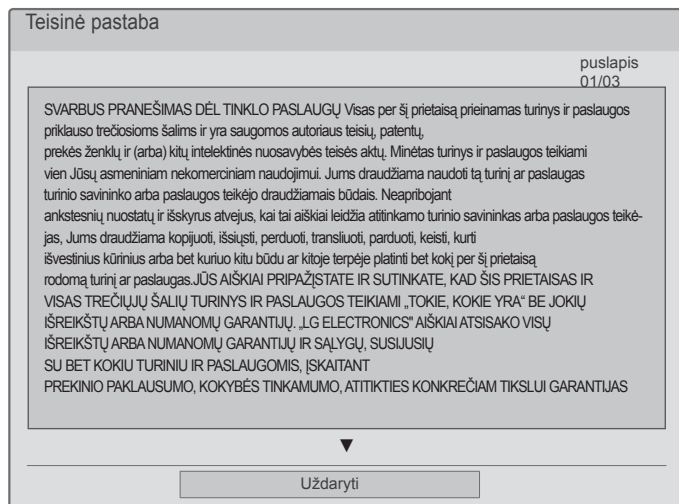 Teisinė pastaba
puslapis
01/03
SVARBUS PRANEŠIMAS DĖL TINKLO PASLAUGŲ Visas per šį prietaisą prieinamas turinys ir paslaugos
priklauso trečiosioms šalims ir yra saugomos autoriaus teisių, patentų,
prekės ženklų ir (arba) kitų intelektinės nuosavybės teisės aktų. Minėtas turinys ir paslaugos teikiami
vien Jūsų asmeniniam nekomerciniam naudojimui. Jums draudžiama naudoti tą turinį ar paslaugas
turinio savininko arba paslaugos teikėjo draudžiamais būdais. Neapribojant
ankstesnių nuostatų ir išskyrus atvejus, kai tai aiškiai leidžia atitinkamo turinio savininkas arba paslaugos teikė-
jas, Jums draudžiama kopijuoti, išsiųsti, perduoti, transliuoti, parduoti, keisti, kurti
išvestinius kūrinius arba bet kuriuo kitu būdu ar kitoje terpėje platinti bet kokį per šį prietaisą
rodomą turinį ar paslaugas.JŪS AIŠKIAI PRIPAŽĮSTATE IR SUTINKATE, KAD ŠIS PRIETAISAS IR
VISAS TREČIŲJŲ ŠALIŲ TURINYS IR PASLAUGOS TEIKIAMI „TOKIE, KOKIE YRA“ BE JOKIŲ
IŠREIKŠTŲ ARBA NUMANOMŲ GARANTIJŲ. „LG ELECTRONICS" AIŠKIAI ATSISAKO VISŲ
IŠREIKŠTŲ ARBA NUMANOMŲ GARANTIJŲ IR SĄLYGŲ, SUSIJUSIŲ
SU BET KOKIU TURINIU IR PASLAUGOMIS, ĮSKAITANT
PREKINIO PAKLAUSUMO, KOKYBĖS TINKAMUMO, ATITIKTIES KONKREČIAM TIKSLUI GARANTIJAS
▼
Uždaryti